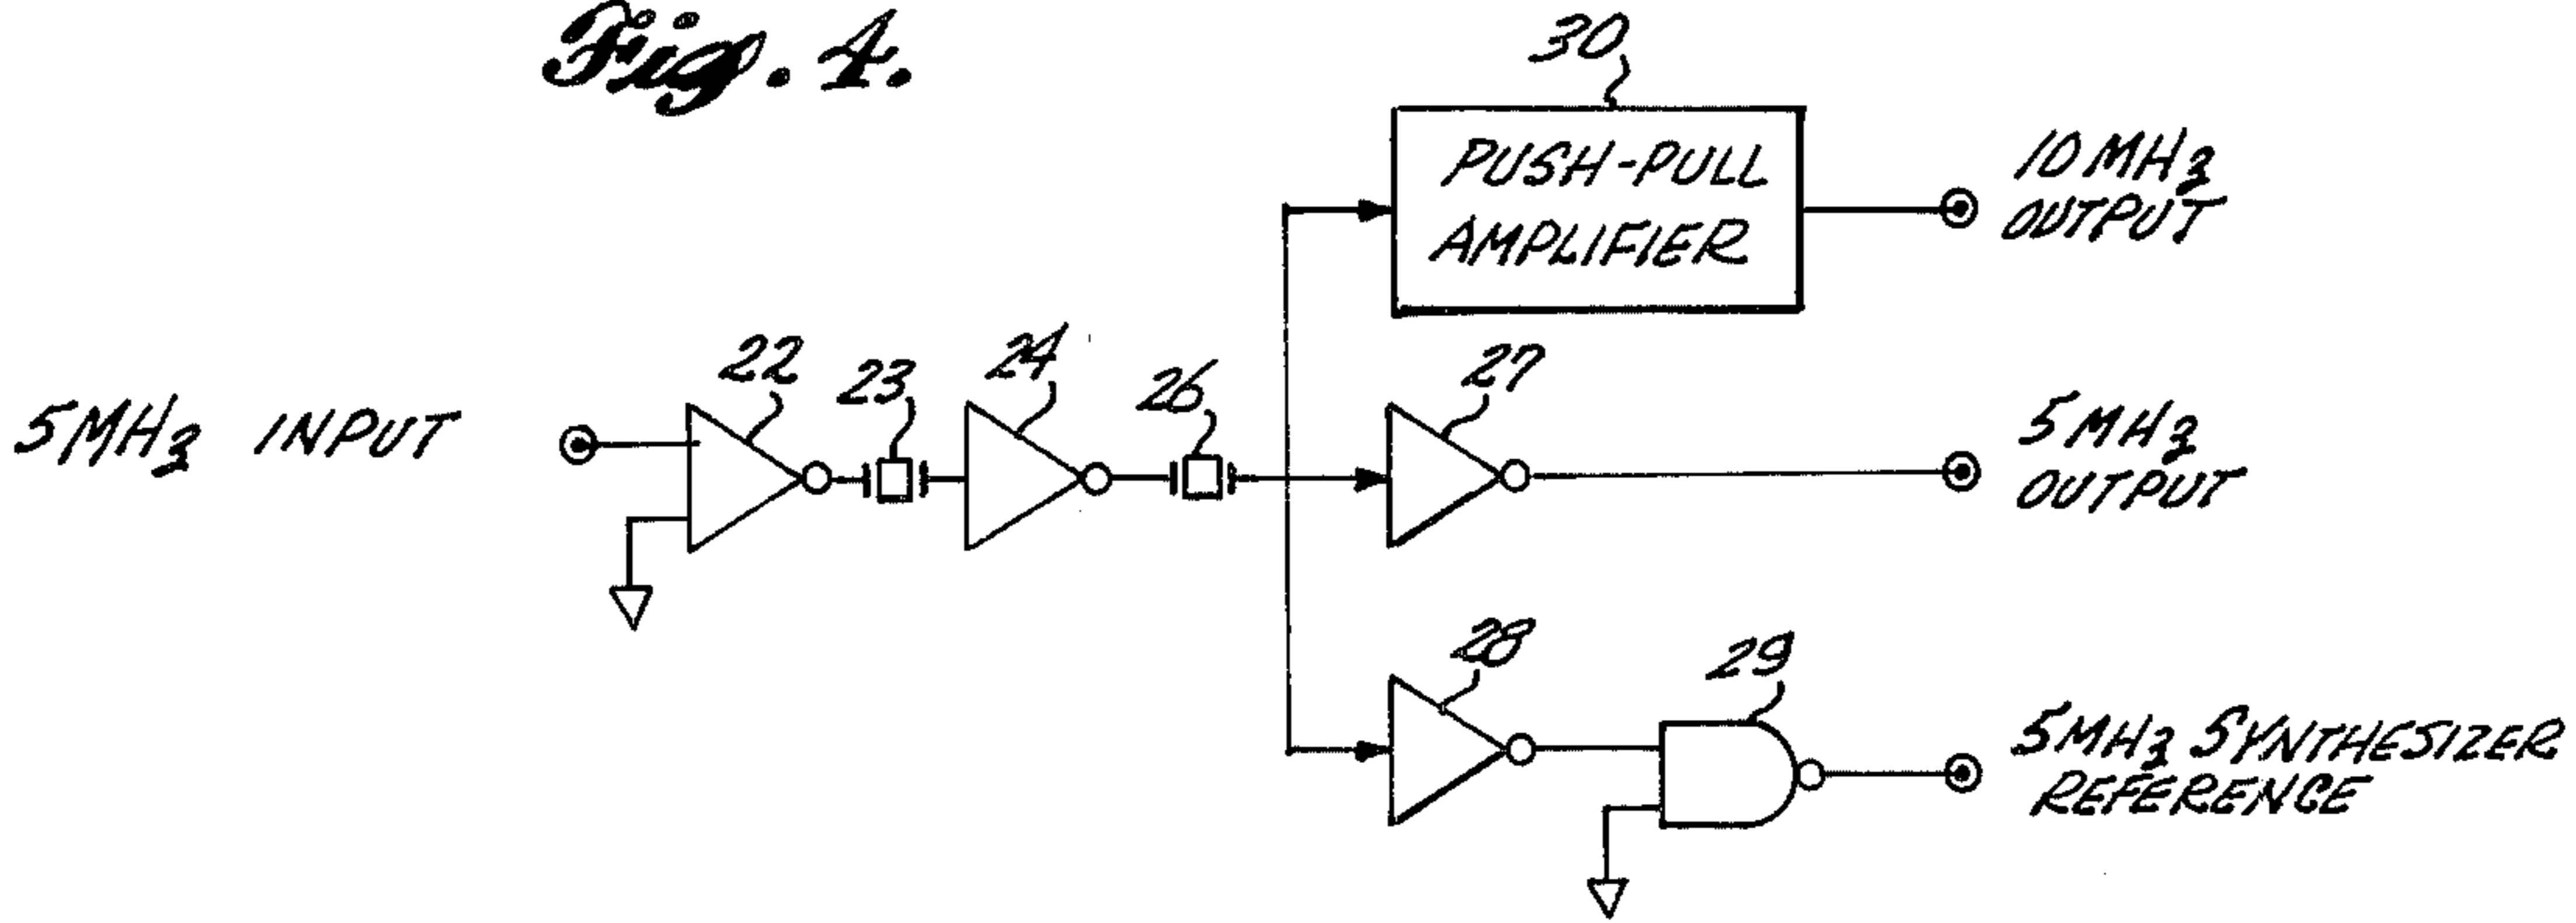 Fig. 4.
30
PUSH-PULL
AMPLIFIER
10 MHz
OUTPUT
5MHz INPUT
22
23
24
26
27
5 MHz
OUTPUT
28
29
5MHz SYNTHESIZER
REFERENCE